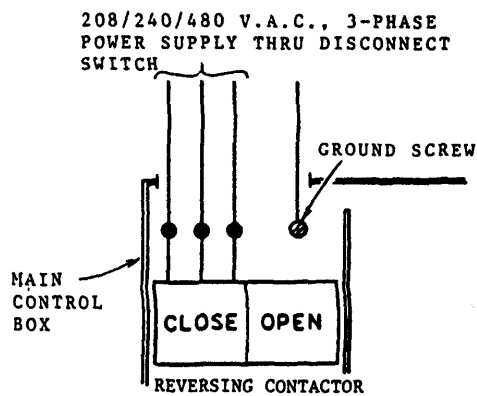 208/240/480 V.A.C., 3-PHASE
POWER SUPPLY THRU DISCONNECT
SWITCH
GROUND SCREW
MAIN
CONTROL
BOX
CLOSE
OPEN
REVERSING CONTACTOR